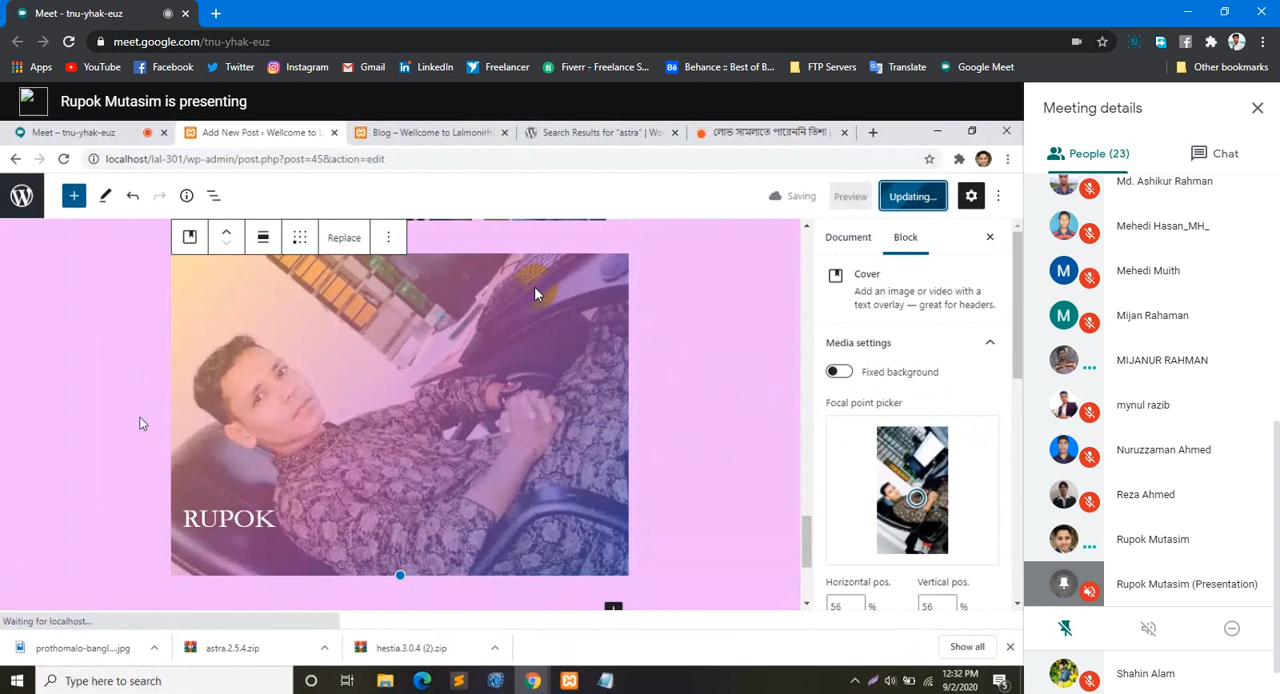 Meet - tnu-yhak-euz
meet.google.com/tnu-yhak-euz
Apps YouTube Facebook Twitter Instagram Gmail LinkedIn Freelancer Fiverr - Freelance S... Behance :: Best of B... FTP Servers Translate Google Meet Other bookmarks
Rupok Mutasim is presenting
Meet – tnu-yhak-euz
Add New Post ‹ Wellcome to L
Blog – Wellcome to Lalmonirh
Search Results for "astra" | Wo
লোভ সামলাতে পারেননি তিশা |
localhost/lal-301/wp-admin/post.php?post=45&action=edit
Saving Preview Updating...
Replace
RUPOK
Document Block
Cover
Add an image or video with a
text overlay — great for headers.
Media settings
Fixed background
Focal point picker
Horizontal pos. Vertical pos.
56 % 56 %
Waiting for localhost...
prothomalo-bangl....jpg
astra.2.5.4.zip
hestia.3.0.4 (2).zip
Show all
Meeting details
People (23) Chat
Md. Ashikur Rahman
Mehedi Hasan_MH_
M Mehedi Muith
M Mijan Rahaman
MIJANUR RAHMAN
mynul razib
Nuruzzaman Ahmed
Reza Ahmed
Rupok Mutasim
Rupok Mutasim (Presentation)
Shahin Alam
Type here to search
12:32 PM
9/2/2020
5